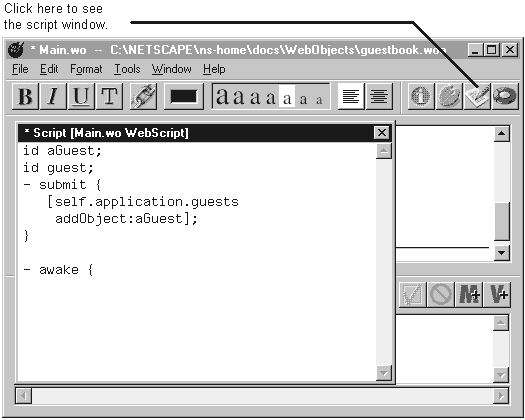 Click here to see
the script window.
* Main.wo -- C:\NETSCAPE\ns-home\docs\WebObjects\guestbook.woa
File Edit Format Tools Window Help
B I U T a a a a a a a
* Script [Main.wo WebScript]
id aGuest;
id guest;
- submit {
[self.application.guests
addObject:aGuest];
}
- awake {
M+ V+